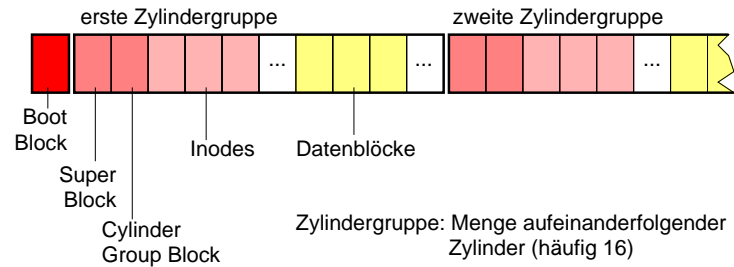 erste Zylindergruppe
zweite Zylindergruppe
...
...
...
Boot
Block
Inodes
Datenblöcke
Super
Block
Cylinder
Group Block
Zylindergruppe: Menge aufeinanderfolgender
Zylinder (häufig 16)